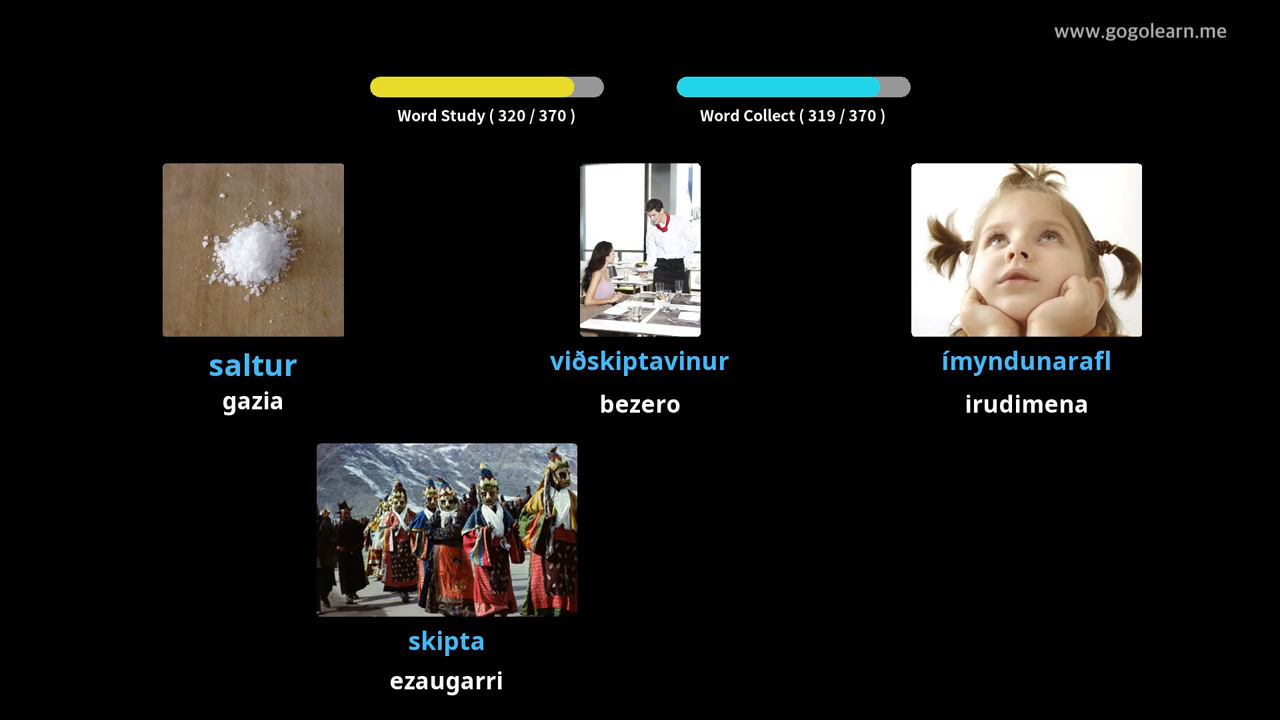 www.gogolearn.me
Word Study ( 320 / 370 )
Word Collect ( 319 / 370 )
saltur
viðskiptavinur
ímyndunarafl
gazia
bezero
irudimena
skipta
ezaugarri